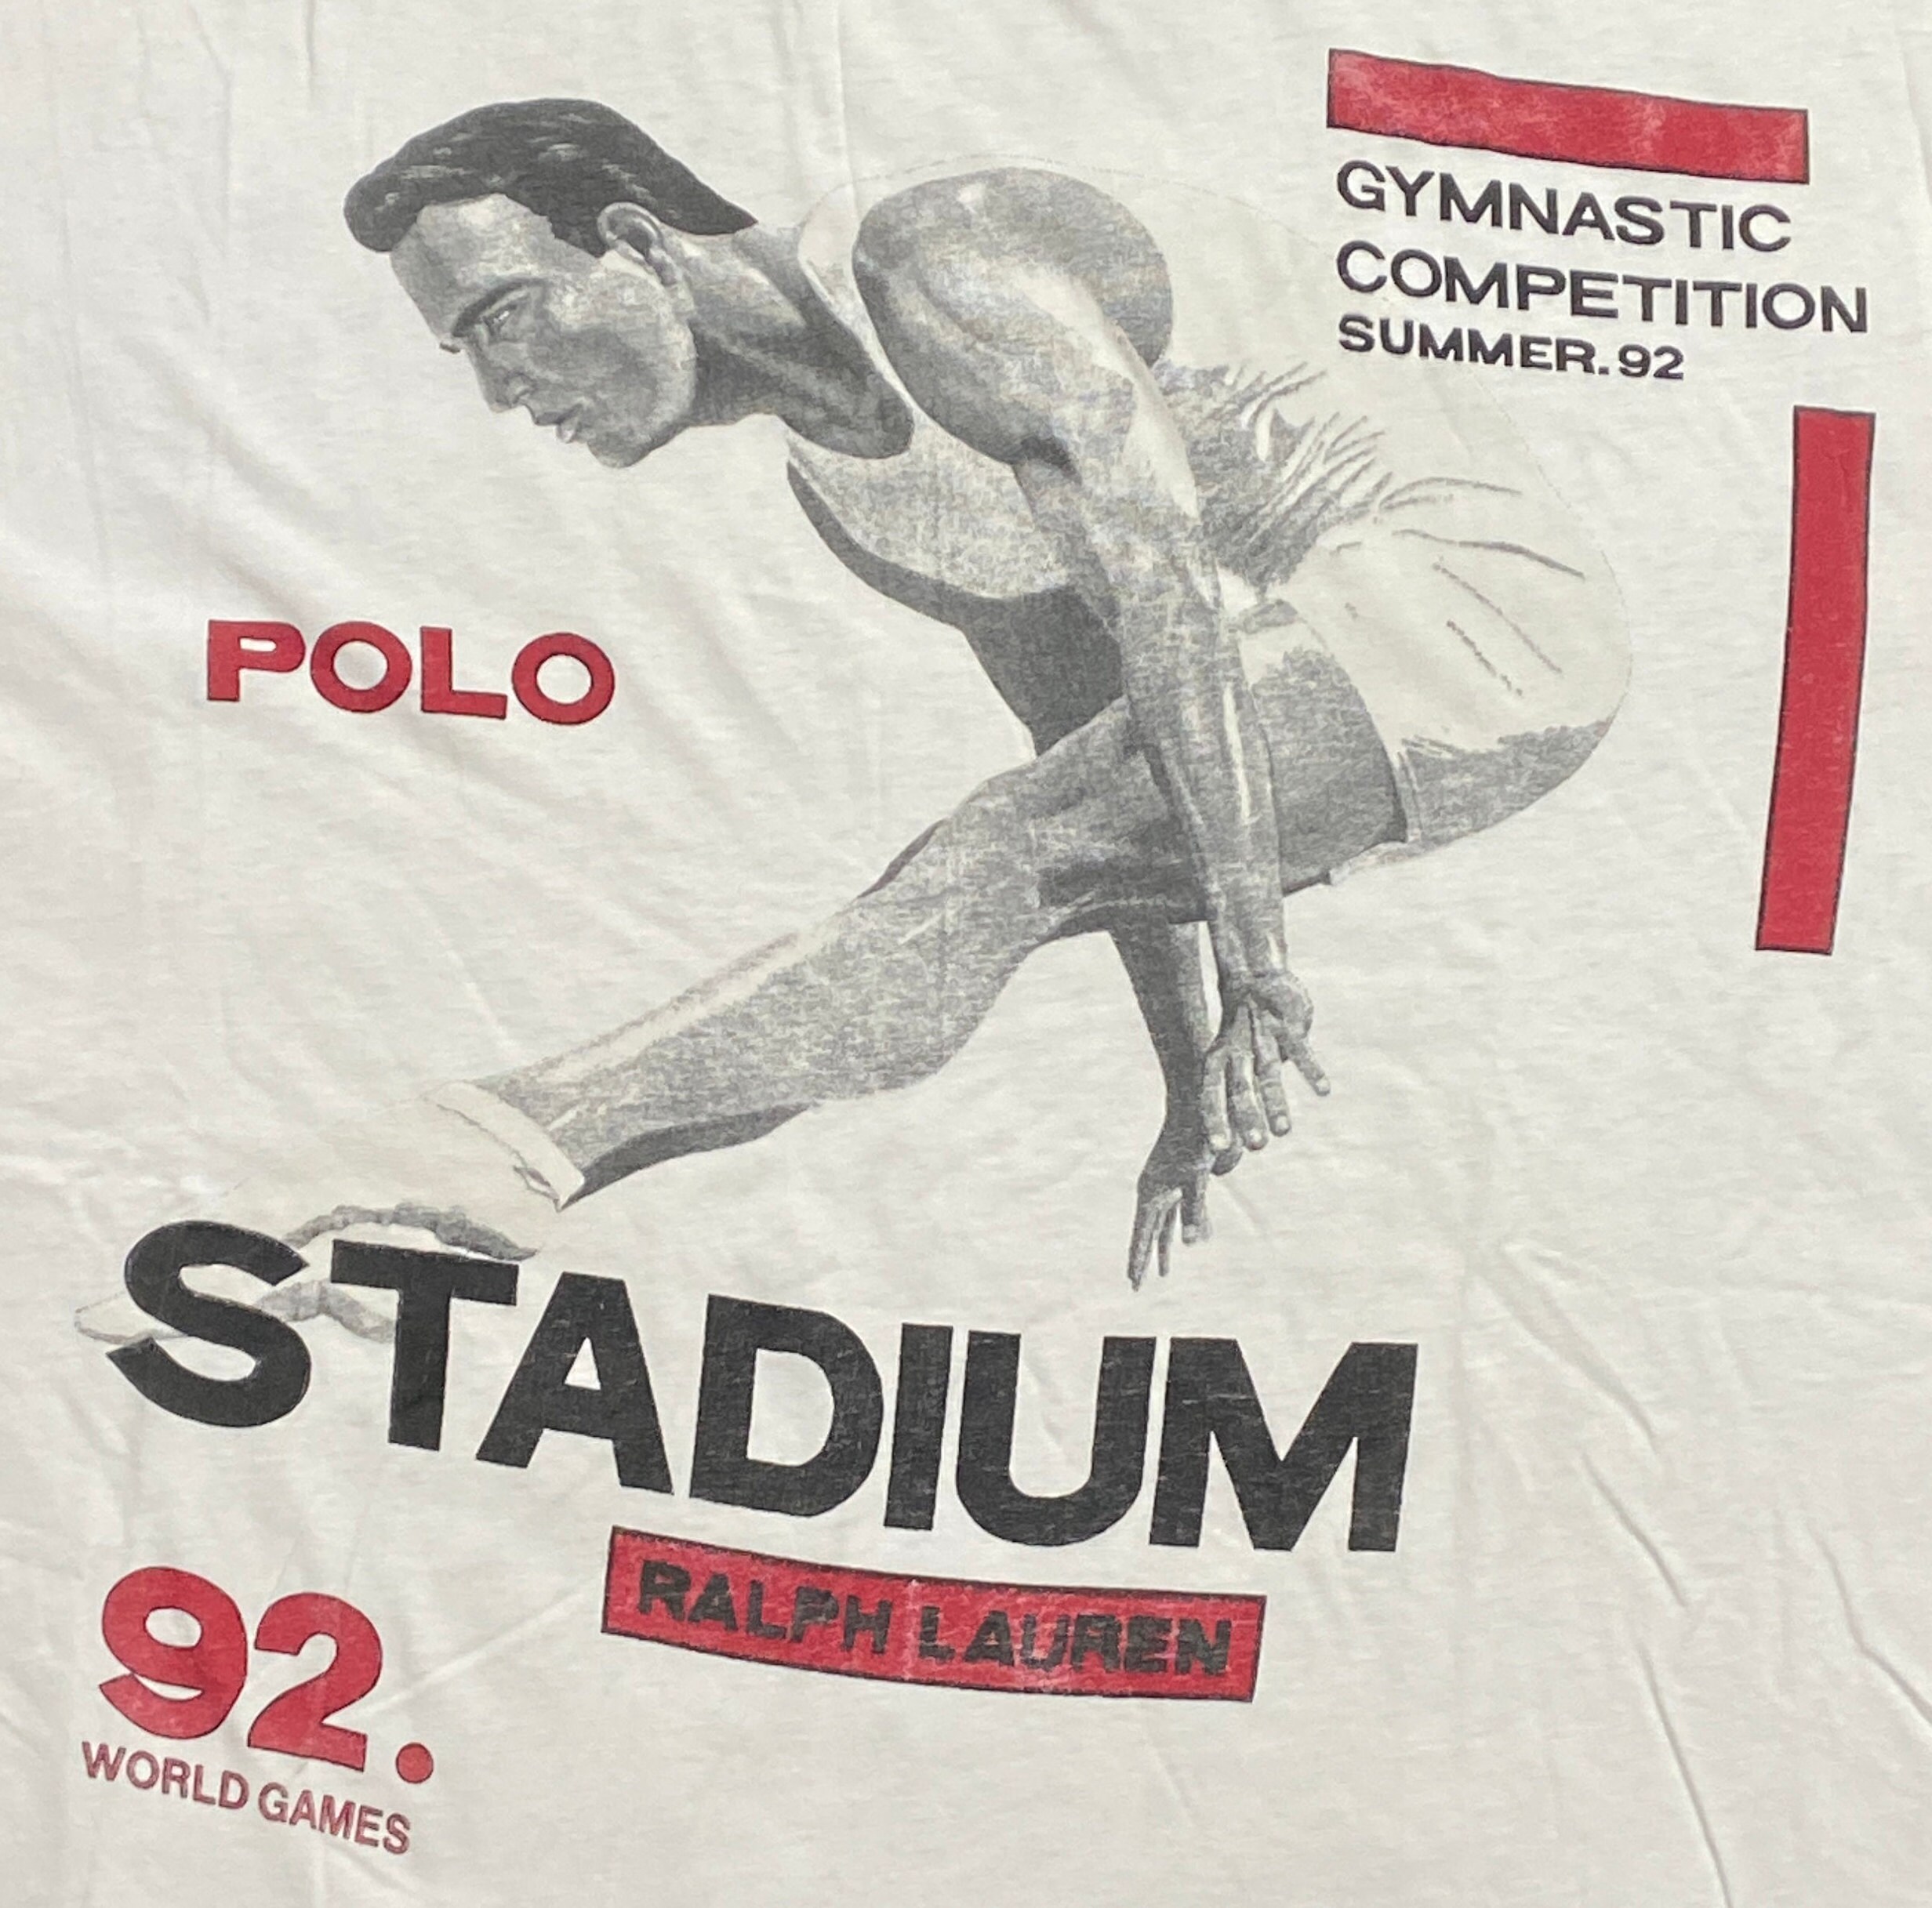 GYMNASTIC
COMPETITION
SUMMER.92
POLO
STADIUM
RALPH LAUREN
92.
WORLD GAMES